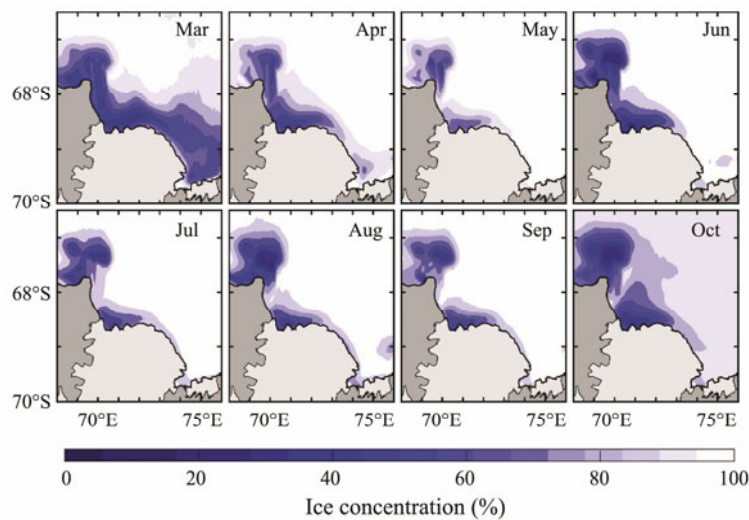 Mar Apr May Jun
68°S
70°S
Jul Aug Sep Oct
68°S
70°S
70°E 75°E 70°E 75°E 70°E 75°E 70°E 75°E
0 20 40 60 80 100
Ice concentration (%)